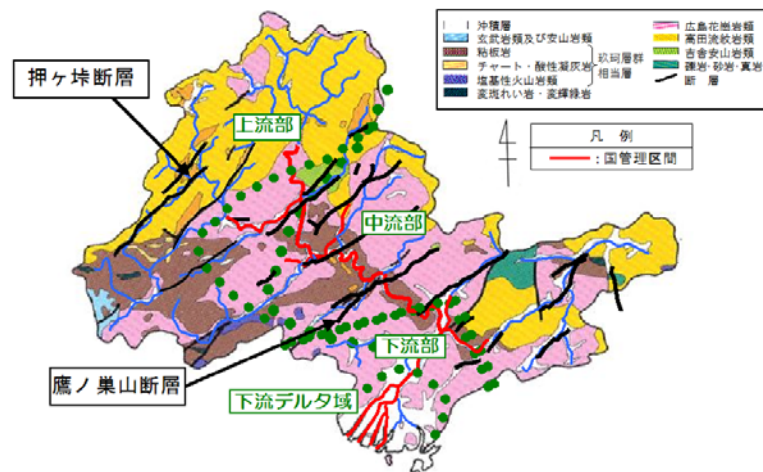 沖積層
玄武岩類及び安山岩類
粘板岩
チャート・酸性凝灰岩
塩基性火山岩類
変斑れい岩・変輝緑岩
玖珂層群
相当層
広島花崗岩類
高田流紋岩類
吉舎安山岩類
礫岩・砂岩・頁岩
断層
凡例
:国管理区間
押ヶ垰断層
上流部
中流部
下流部
鷹ノ巣山断層
下流デルタ域